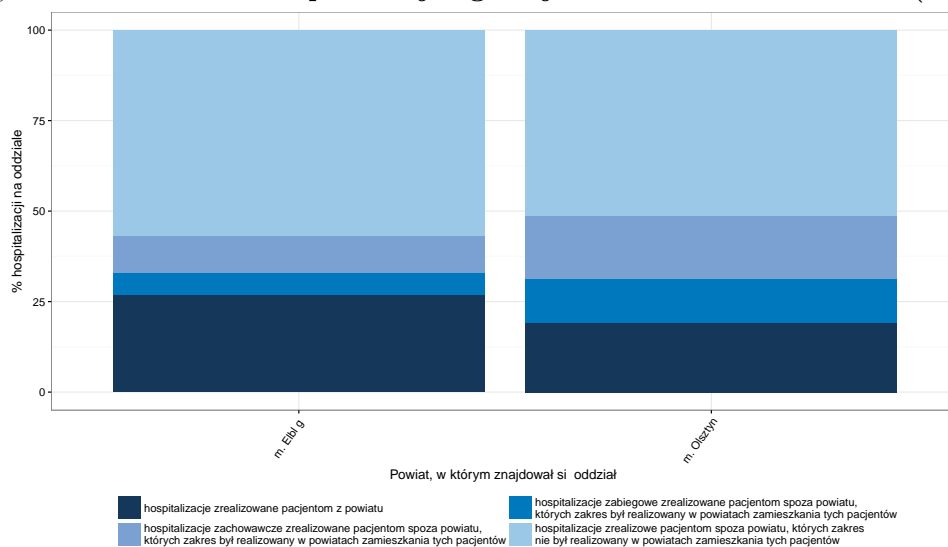 100
75
50
25
0
% hospitalizacji na oddziale
m. Elbl g
m. Olsztyn
Powiat, w którym znajdował si oddział
hospitalizacje zrealizowane pacjentom z powiatu
hospitalizacje zachowawcze zrealizowane pacjentom spoza powiatu,
których zakres był realizowany w powiatach zamieszkania tych pacjentów
hospitalizacje zabiegowe zrealizowane pacjentom spoza powiatu,
których zakres był realizowany w powiatach zamieszkania tych pacjentów
hospitalizacje zrealizowe pacjentom spoza powiatu, których zakres
nie był realizowany w powiatach zamieszkania tych pacjentów